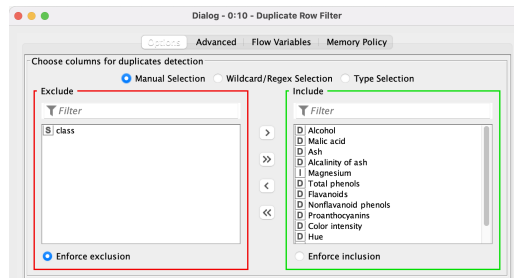 Dialog - 0:10 - Duplicate Row Filter
Options Advanced Flow Variables Memory Policy
Choose columns for duplicates detection
Manual Selection Wildcard/Regex Selection Type Selection
Exclude
Filter
S class
Enforce exclusion
>
>>
<
<<
Include
Filter
D Alcohol
D Malic acid
D Ash
D Alcalinity of ash
I Magnesium
D Total phenols
D Flavanoids
D Nonflavanoid phenols
D Proanthocyanins
D Color intensity
D Hue
Enforce inclusion